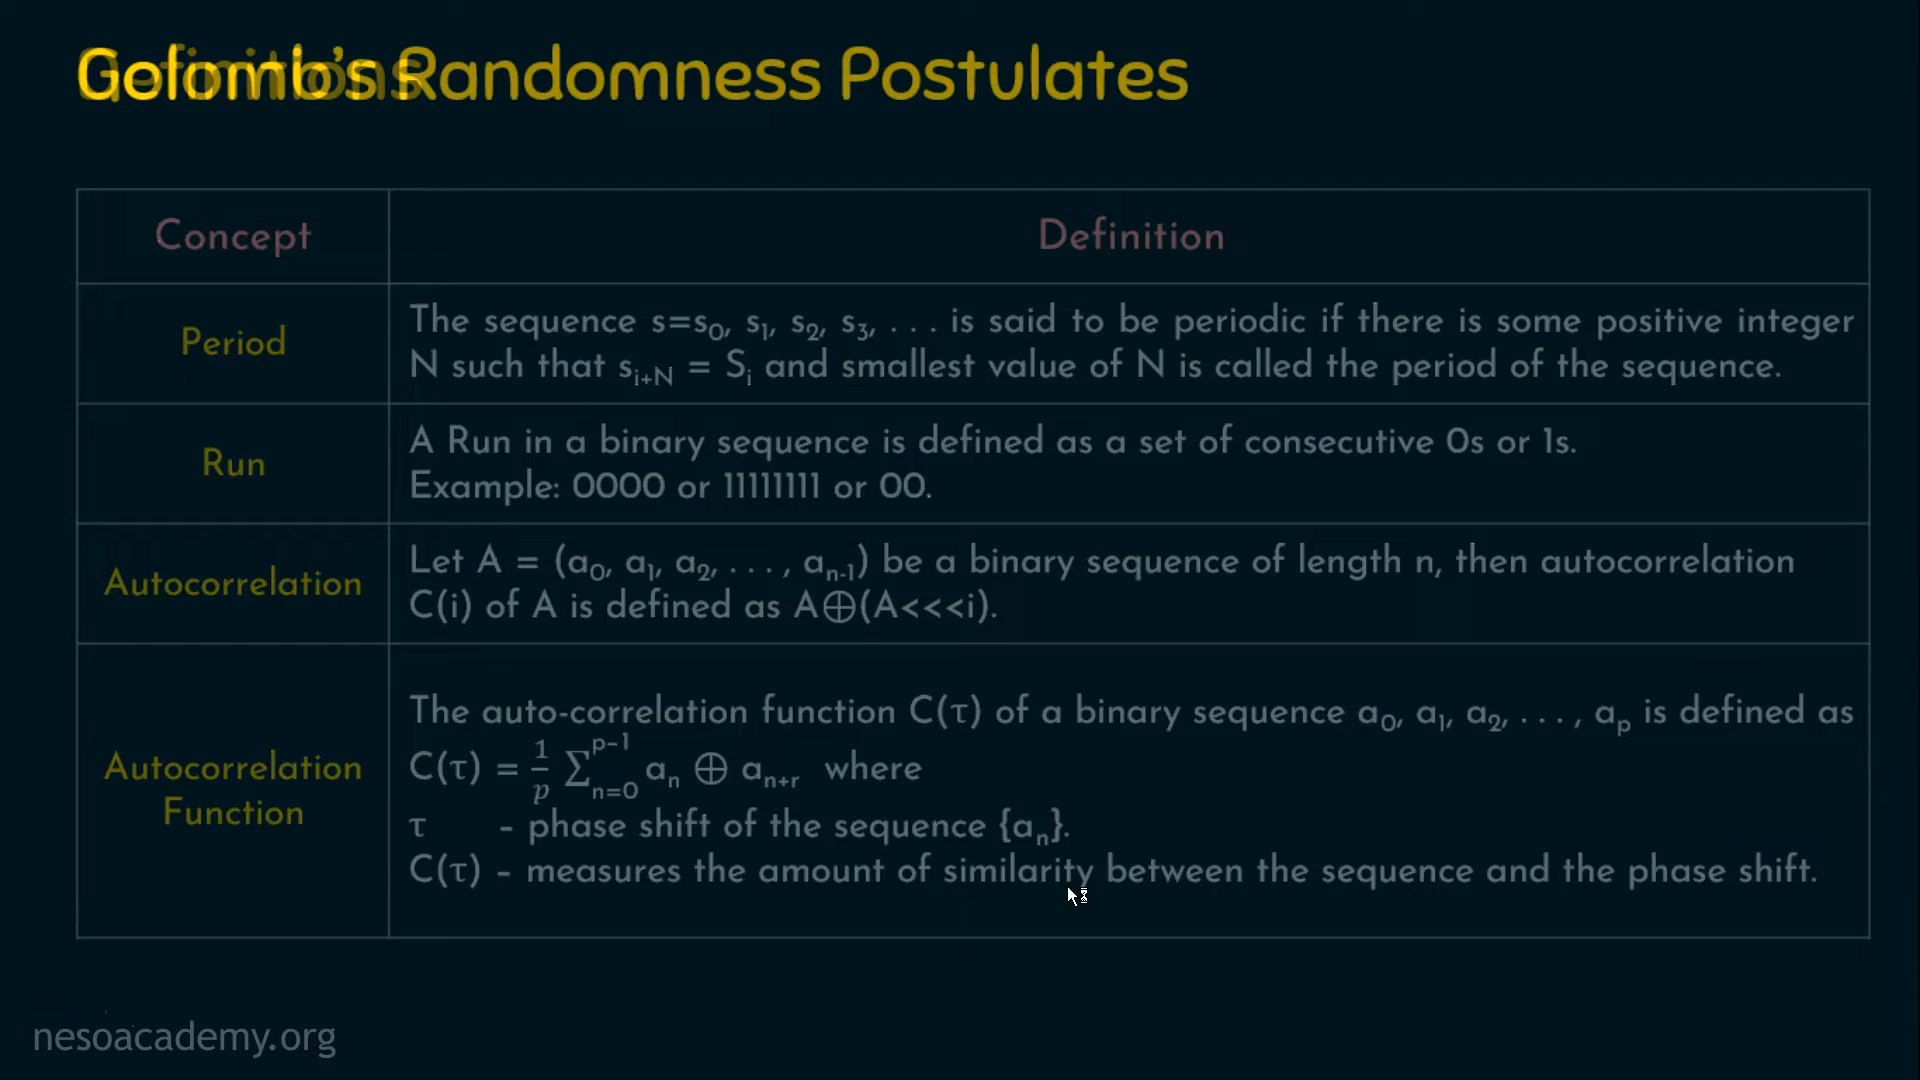 Golomb's Randomness Postulates
Definitions
Concept
Definition
Period
The sequence s=s₀, s₁, s₂, s₃, . . . is said to be periodic if there is some positive integer
N such that sᵢ₊N = Sᵢ and smallest value of N is called the period of the sequence.
Run
A Run in a binary sequence is defined as a set of consecutive 0s or 1s.
Example: 0000 or 11111111 or 00.
Autocorrelation
Let A = (a₀, a₁, a₂, . . . , aₙ₋₁) be a binary sequence of length n, then autocorrelation
C(i) of A is defined as A⊕(A<<<i).
Autocorrelation
Function
The auto-correlation function C(τ) of a binary sequence a₀, a₁, a₂, . . . , aₚ is defined as
C(τ) = 1/p ∑ₙ₌₀ᵖ⁻¹ aₙ ⊕ aₙ₊ᵣ where
τ – phase shift of the sequence {aₙ}.
C(τ) – measures the amount of similarity between the sequence and the phase shift.
nesoacademy.org